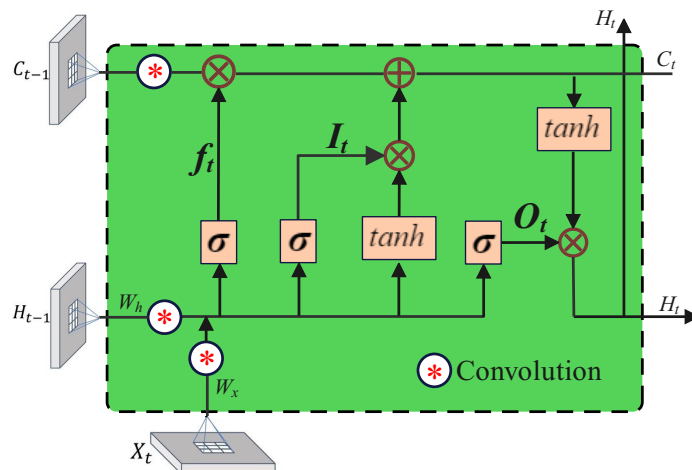 H_t
C_{t-1}
*
C_t
tanh
f_t
I_t
σ
σ
tanh
σ
O_t
H_{t-1}
W_h
*
H_t
*
W_x
* Convolution
X_t